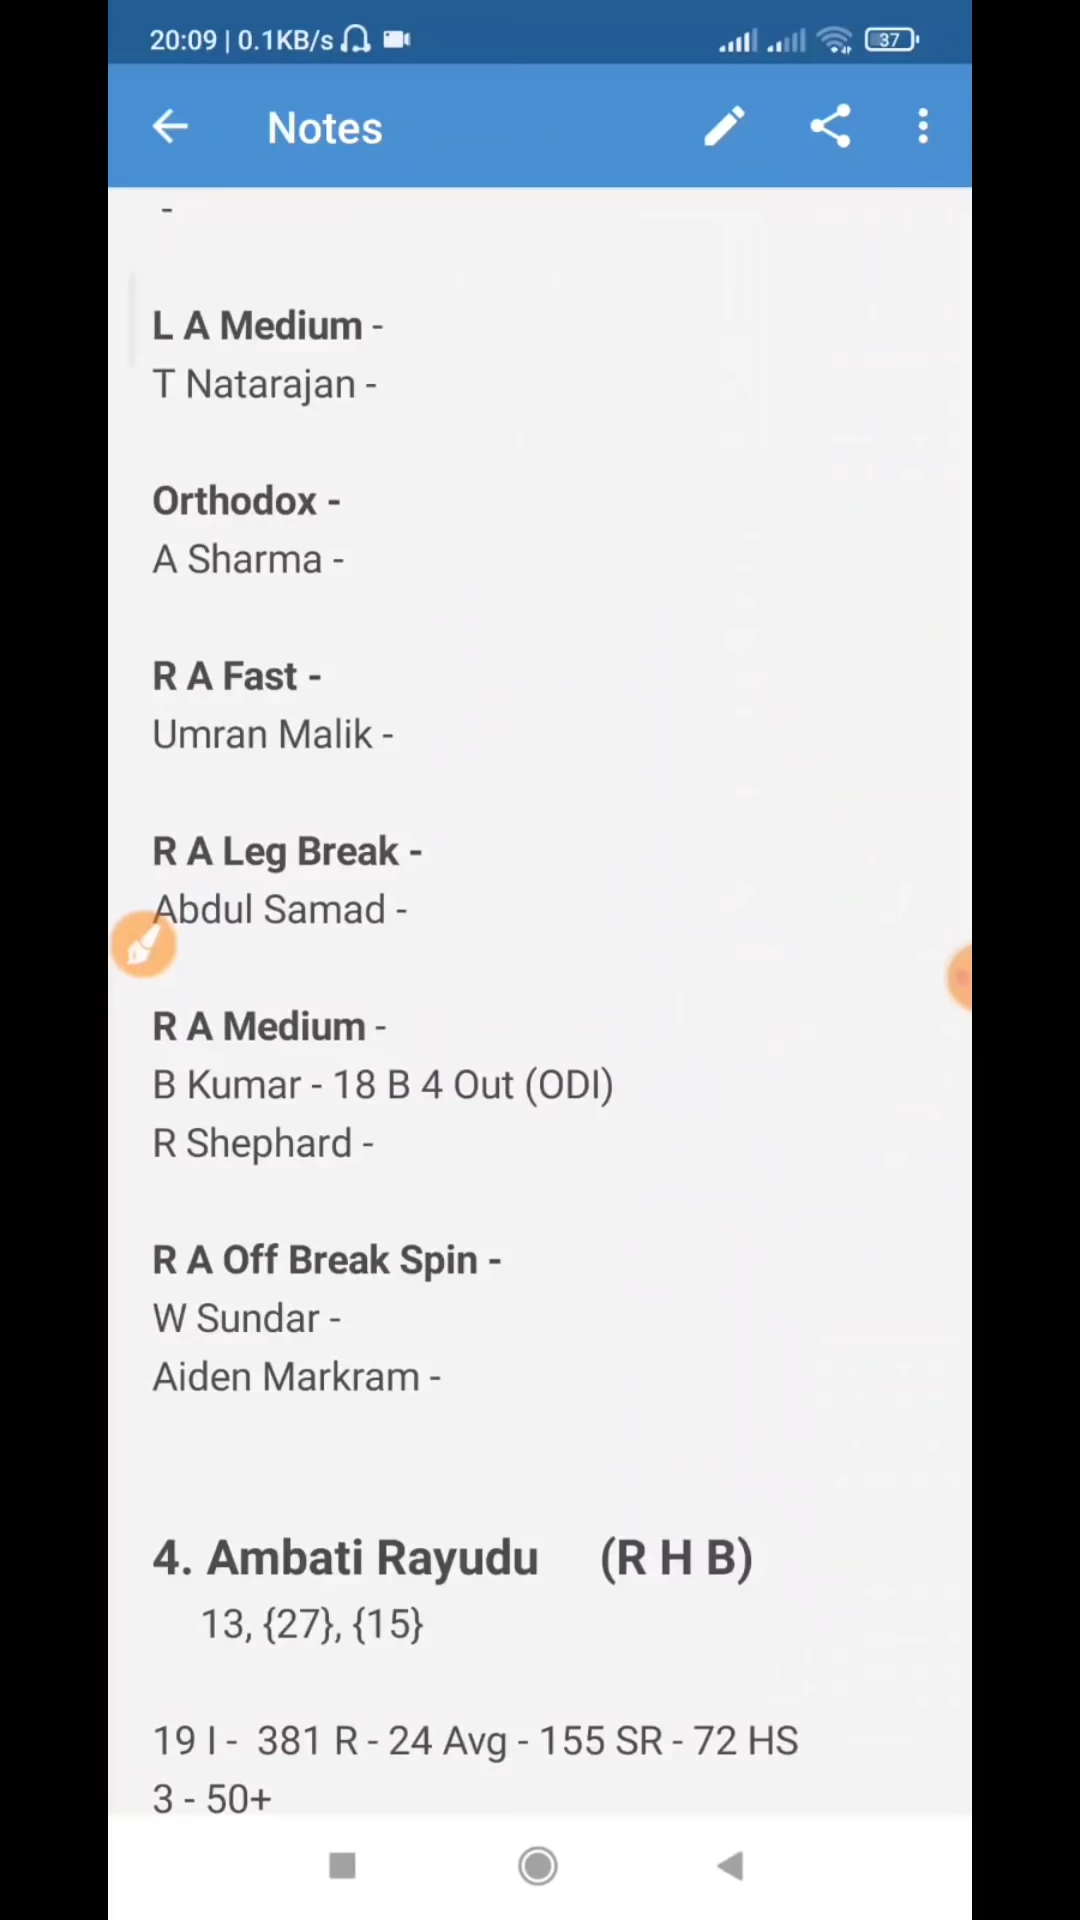 20:09 | 0.1KB/s 37
Notes
-
L A Medium -
T Natarajan -
Orthodox -
A Sharma -
R A Fast -
Umran Malik -
R A Leg Break -
Abdul Samad -
R A Medium -
B Kumar - 18 B 4 Out (ODI)
R Shephard -
R A Off Break Spin -
W Sundar -
Aiden Markram -
4. Ambati Rayudu (R H B)
13, {27}, {15}
19 I - 381 R - 24 Avg - 155 SR - 72 HS
3 - 50+